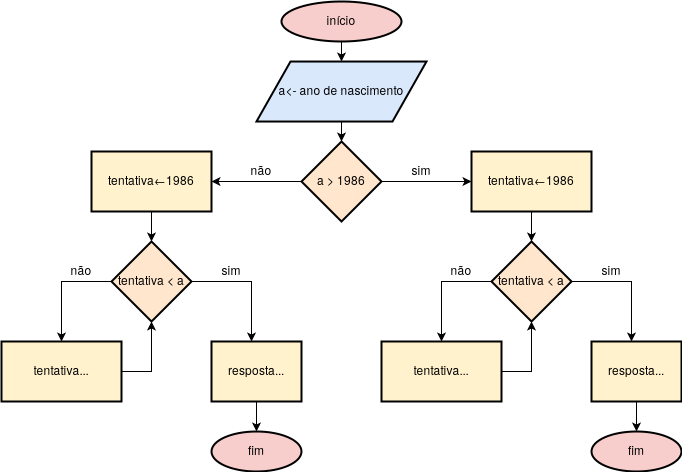 início
a<- ano de nascimento
não
a > 1986
sim
tentativa←1986
tentativa←1986
não
tentativa < a
sim
não
tentativa < a
sim
tentativa...
resposta...
tentativa...
resposta...
fim
fim